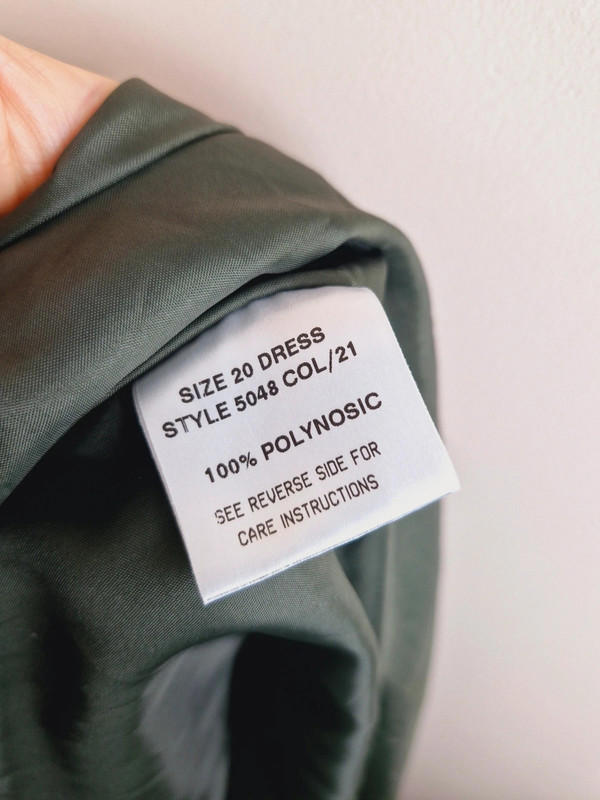 SIZE 20 DRESS
STYLE 5048 COL/21
100% POLYNOSIC
SEE REVERSE SIDE FOR
CARE INSTRUCTIONS